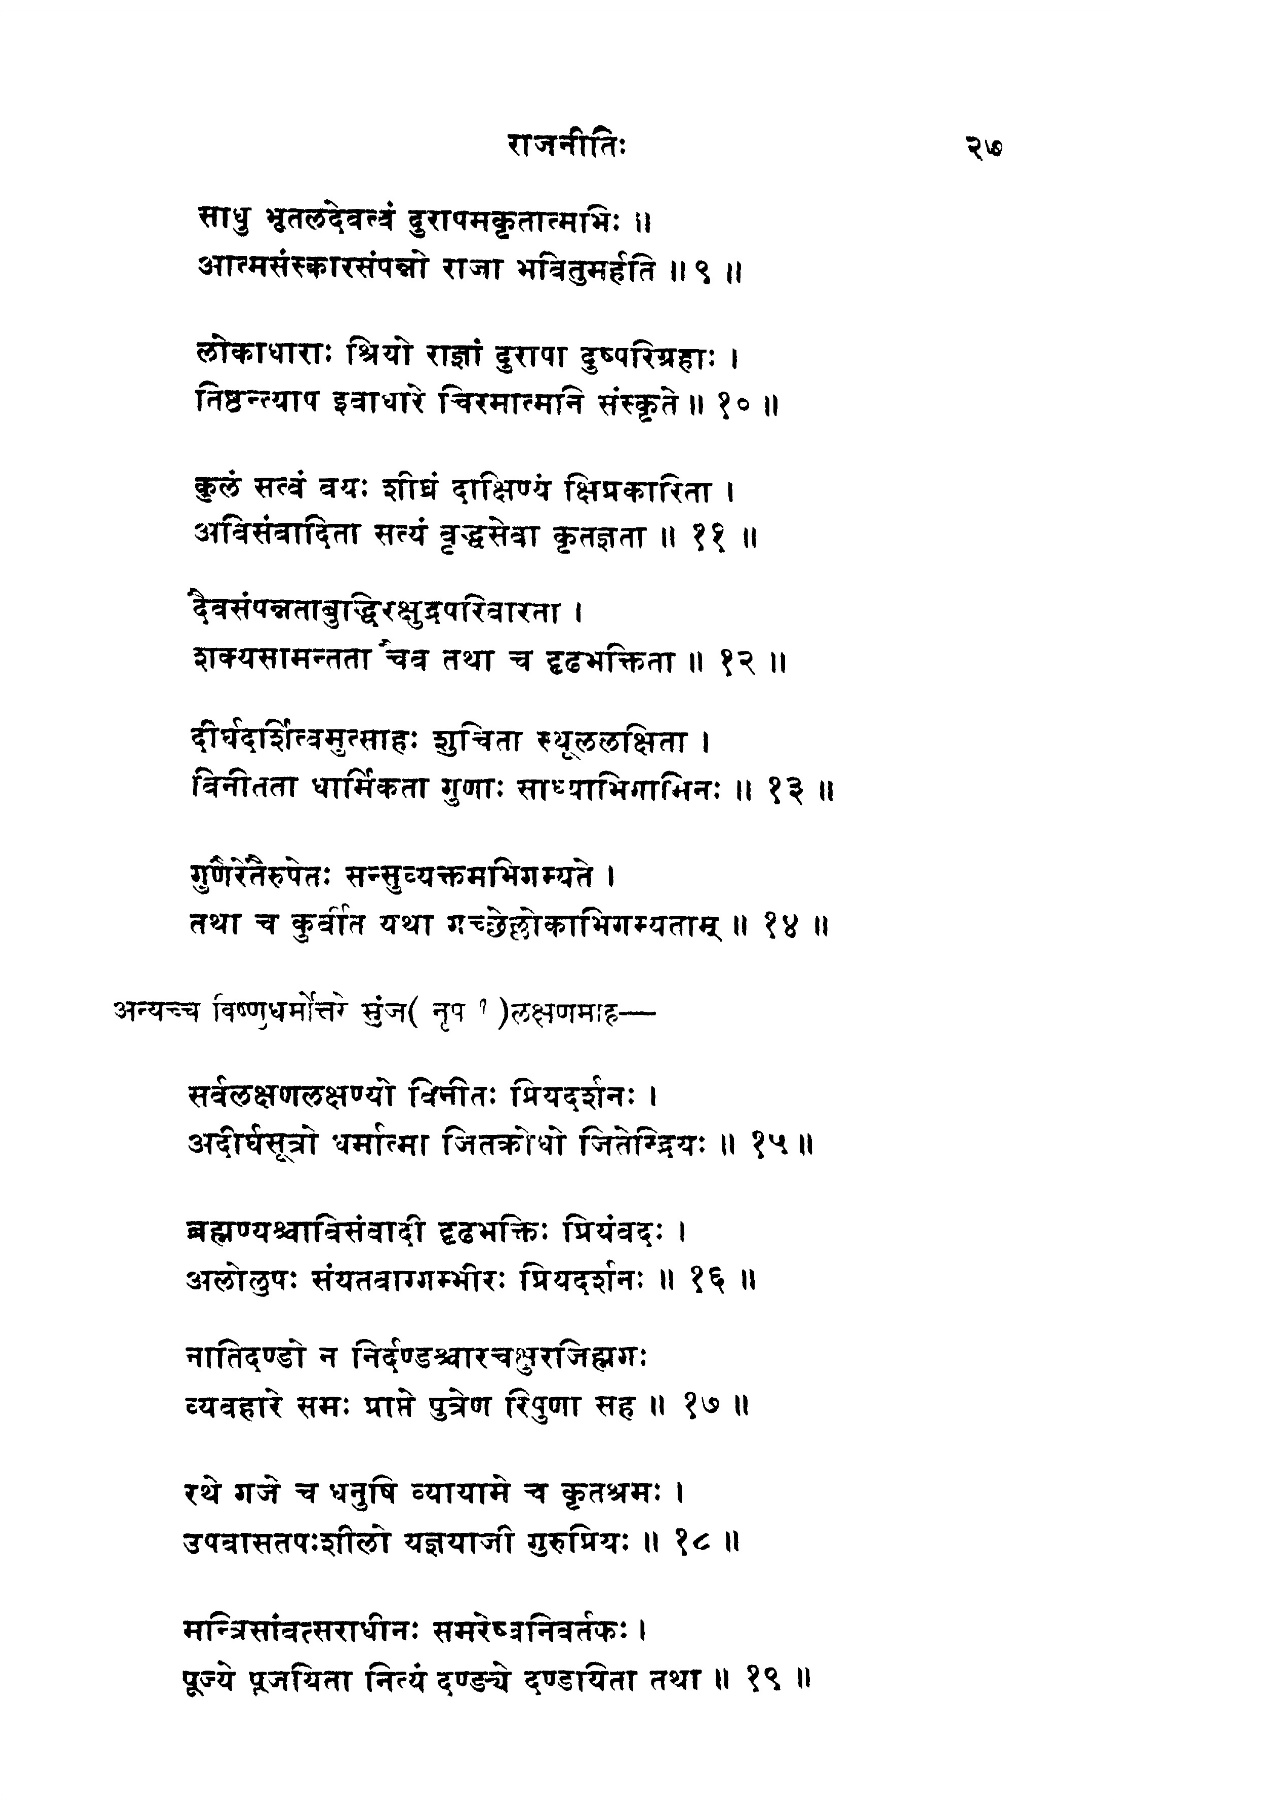 राजनीतिः २७
साधु भूतलदेवत्वं दुरापमकृतात्मभिः ॥
आत्मसंस्कारसंपन्नो राजा भवितुमर्हति ॥ ९ ॥
लोकाधाराः श्रियो राज्ञां दुरापा दुष्परिग्रहाः ।
तिष्ठन्त्याप इवाधारे चिरमात्मनि संस्कृते ॥ १० ॥
कुलं सत्वं वयः शीघ्रं दाक्षिण्यं क्षिप्रकारिता ।
अविसंवादिता सत्यं वृद्धसेवा कृतज्ञता ॥ ११ ॥
दैवसंपन्नताबुद्धिरक्षुद्रपरिवारता ।
शक्यसामन्तता चैव तथा च दृढभक्तिता ॥ १२ ॥
दीर्घदर्शित्वमुत्साहः शुचिता स्थूललक्षिता ।
विनीतता धार्मिकता गुणाः साध्याभिगामिनः ॥ १३ ॥
गुणैरेतैरुपेतः सन्सुव्यक्तमभिगम्यते ।
तथा च कुर्वीत यथा गच्छेल्लोकाभिगम्यताम् ॥ १४ ॥
अन्यच्च विष्णुधर्मोत्तरे मुंज( नृप ? )लक्षणमाह—
सर्वलक्षणलक्षण्यो विनीतः प्रियदर्शनः ।
अदीर्घसूत्रो धर्मात्मा जितक्रोधो जितेन्द्रियः ॥ १५ ॥
ब्रह्मण्यश्चाविसंवादी दृढभक्तिः प्रियंवदः ।
अलोलुपः संयतवाग्गम्भीरः प्रियदर्शनः ॥ १६ ॥
नातिदण्डो न निर्दण्डश्चारचक्षुरजिह्मगः
व्यवहारे समः प्राप्ते पुत्रेण रिपुणा सह ॥ १७ ॥
रथे गजे च धनुषि व्यायामे च कृतश्रमः ।
उपवासतपःशीलो यज्ञयाजी गुरुप्रियः ॥ १८ ॥
मन्त्रिसांवत्सराधीनः समरेष्वनिवर्तकः ।
पूज्ये पूजयिता नित्यं दण्ड्ये दण्डायिता तथा ॥ १९ ॥